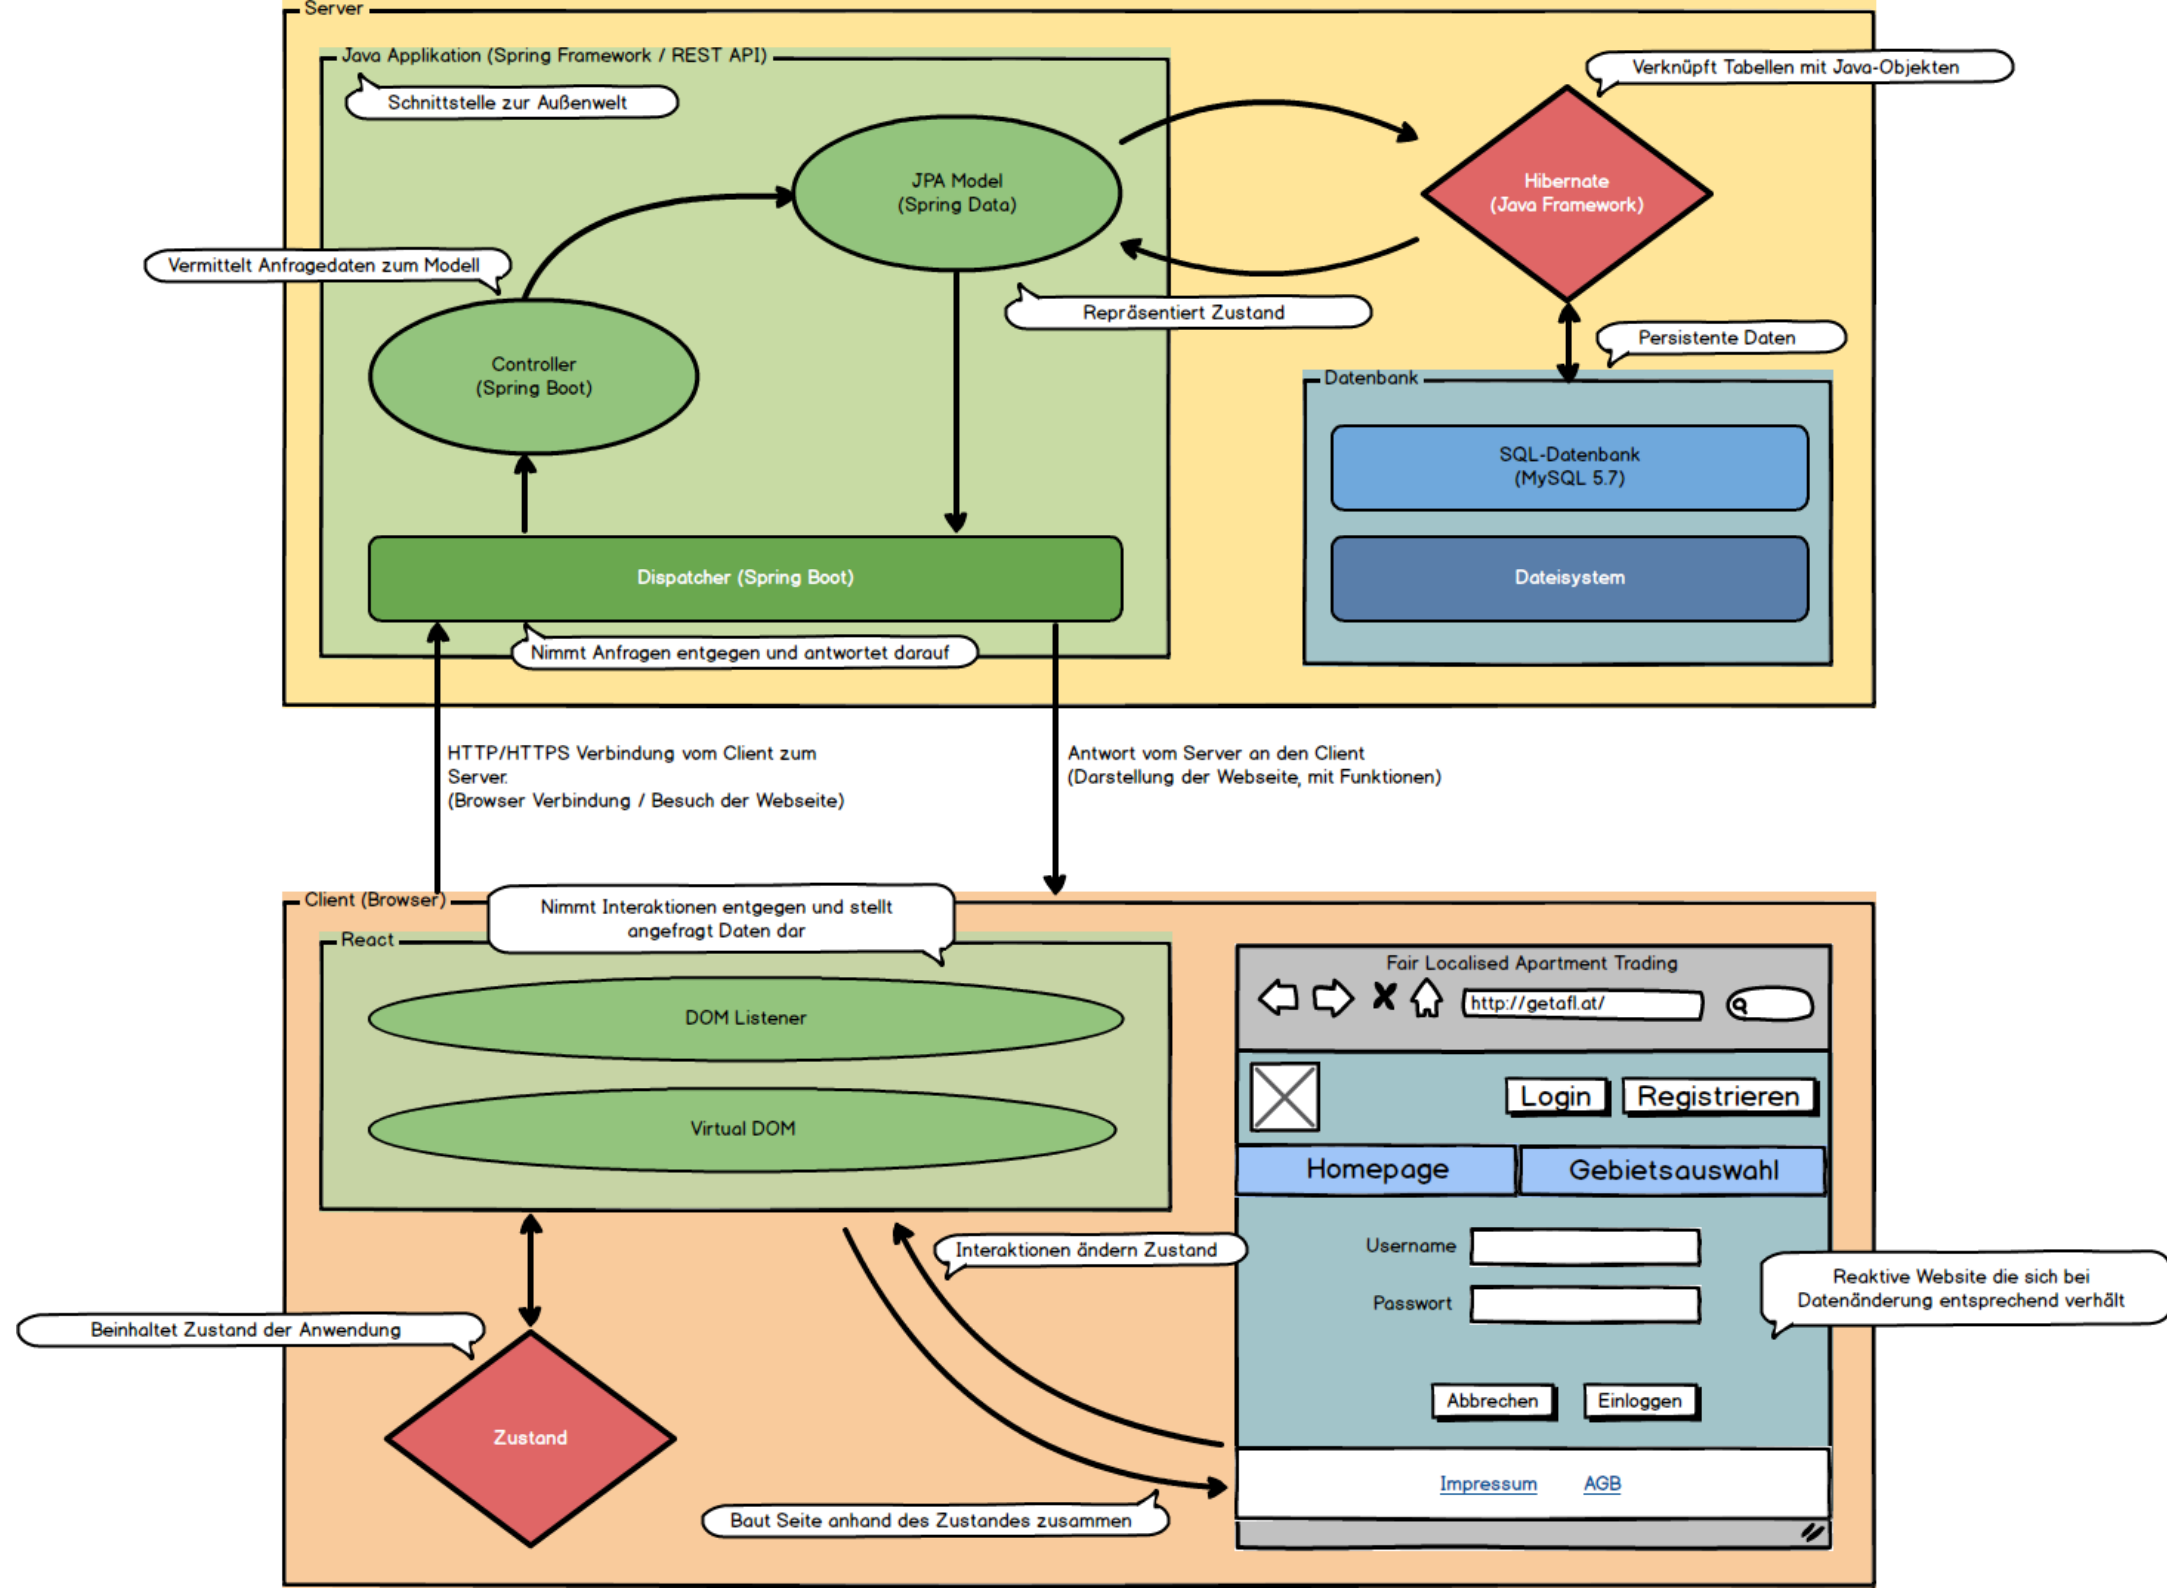 Server
Java Applikation (Spring Framework / REST API)
Schnittstelle zur Außenwelt
Verknüpft Tabellen mit Java-Objekten
JPA Model
(Spring Data)
Hibernate
(Java Framework)
Vermittelt Anfragedaten zum Modell
Repräsentiert Zustand
Persistente Daten
Controller
(Spring Boot)
Datenbank
SQL-Datenbank
(MySQL 5.7)
Dispatcher (Spring Boot)
Dateisystem
Nimmt Anfragen entgegen und antwortet darauf
HTTP/HTTPS Verbindung vom Client zum
Server.
(Browser Verbindung / Besuch der Webseite)
Antwort vom Server an den Client
(Darstellung der Webseite, mit Funktionen)
Client (Browser)
Nimmt Interaktionen entgegen und stellt
angefragt Daten dar
React
DOM Listener
Virtual DOM
Fair Localised Apartment Trading
http://getafl.at/
Login
Registrieren
Homepage
Gebietsauswahl
Interaktionen ändern Zustand
Username
Passwort
Reaktive Website die sich bei
Datenänderung entsprechend verhält
Beinhaltet Zustand der Anwendung
Zustand
Abbrechen
Einloggen
Impressum
AGB
Baut Seite anhand des Zustandes zusammen